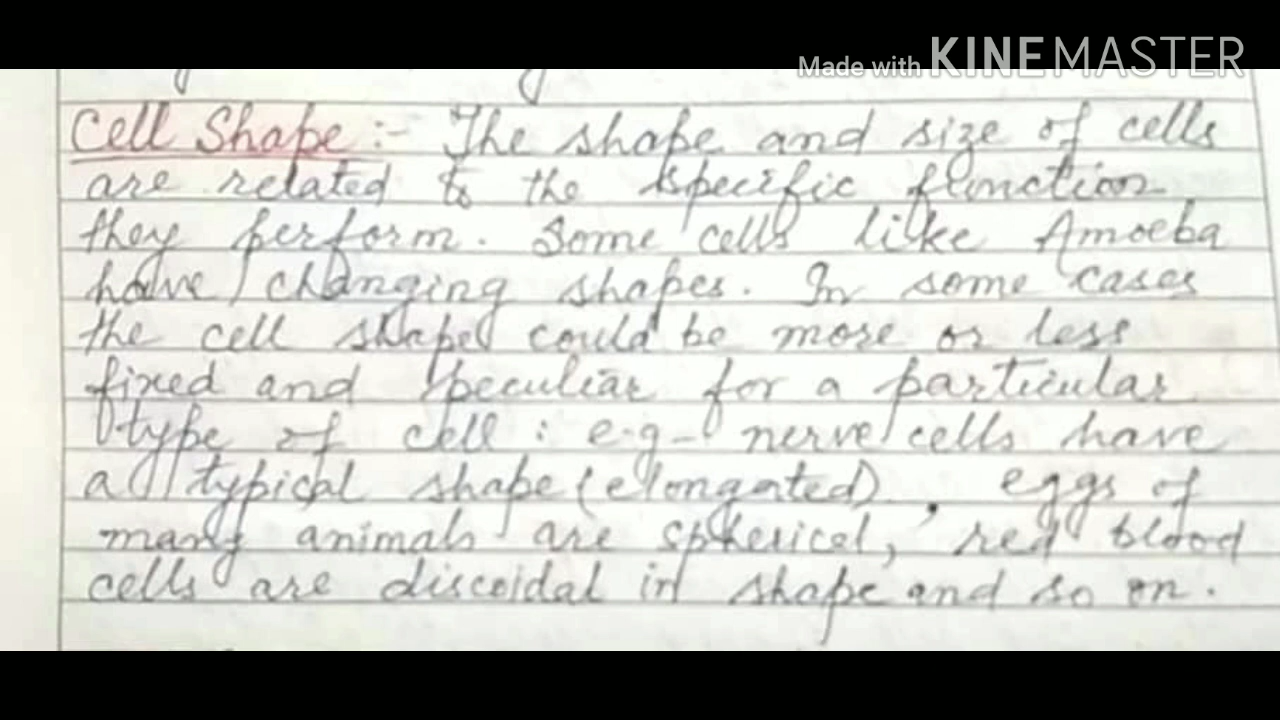 Made with KINEMASTER
Cell Shape :- The shape and size of cells
are related to the specific function
they perform. Some cells like Amoeba
have changing shapes. In some cases
the cell shape could be more or less
fixed and peculiar for a particular
type of cell : e.g- nerve cells have
a typical shape (elongated), eggs of
many animals are spherical, red blood
cells are discoidal in shape and so on.